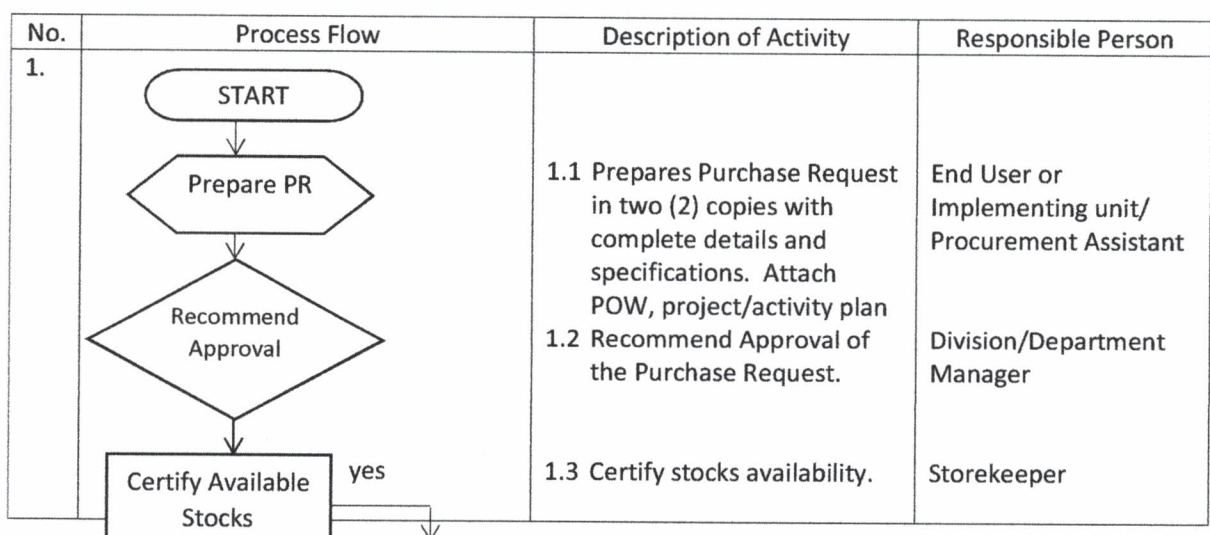 No.
Process Flow
Description of Activity
Responsible Person
1.
START
Prepare PR
1.1 Prepares Purchase Request
in two (2) copies with
complete details and
specifications. Attach
POW, project/activity plan
End User or
Implementing unit/
Procurement Assistant
Recommend
Approval
1.2 Recommend Approval of
the Purchase Request.
Division/Department
Manager
Certify Available
Stocks
yes
1.3 Certify stocks availability.
Storekeeper